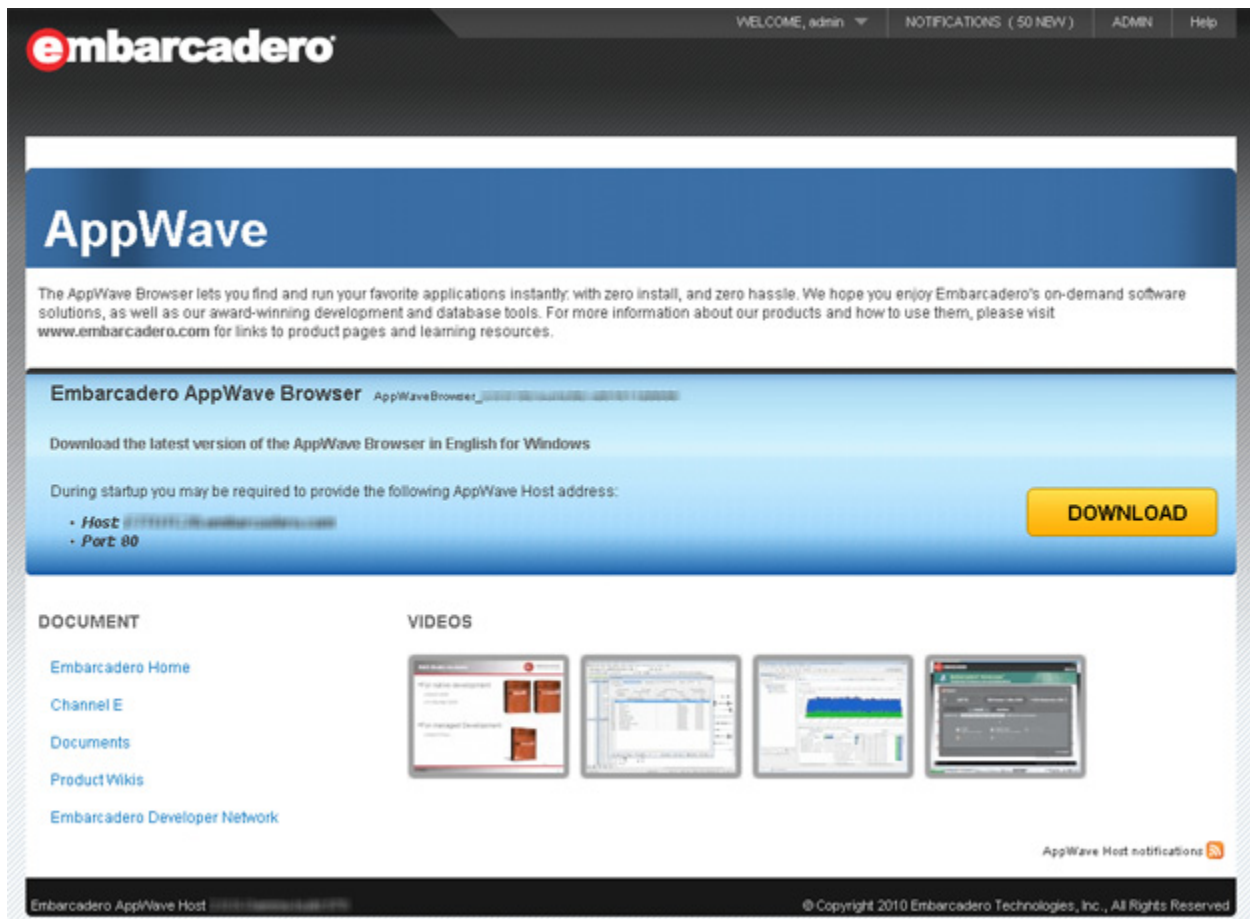 WELCOME, admin
NOTIFICATIONS ( 50 NEW )
ADMIN
Help
embarcadero
AppWave
The AppWave Browser lets you find and run your favorite applications instantly: with zero install, and zero hassle. We hope you enjoy Embarcadero's on-demand software
solutions, as well as our award-winning development and database tools. For more information about our products and how to use them, please visit
www.embarcadero.com for links to product pages and learning resources.
Embarcadero AppWave Browser AppWaveBrowser_
Download the latest version of the AppWave Browser in English for Windows
During startup you may be required to provide the following AppWave Host address:
• Host
• Port 80
DOWNLOAD
DOCUMENT
Embarcadero Home
Channel E
Documents
Product Wikis
Embarcadero Developer Network
VIDEOS
AppWave Host notifications
Embarcadero AppWave Host
© Copyright 2010 Embarcadero Technologies, Inc., All Rights Reserved